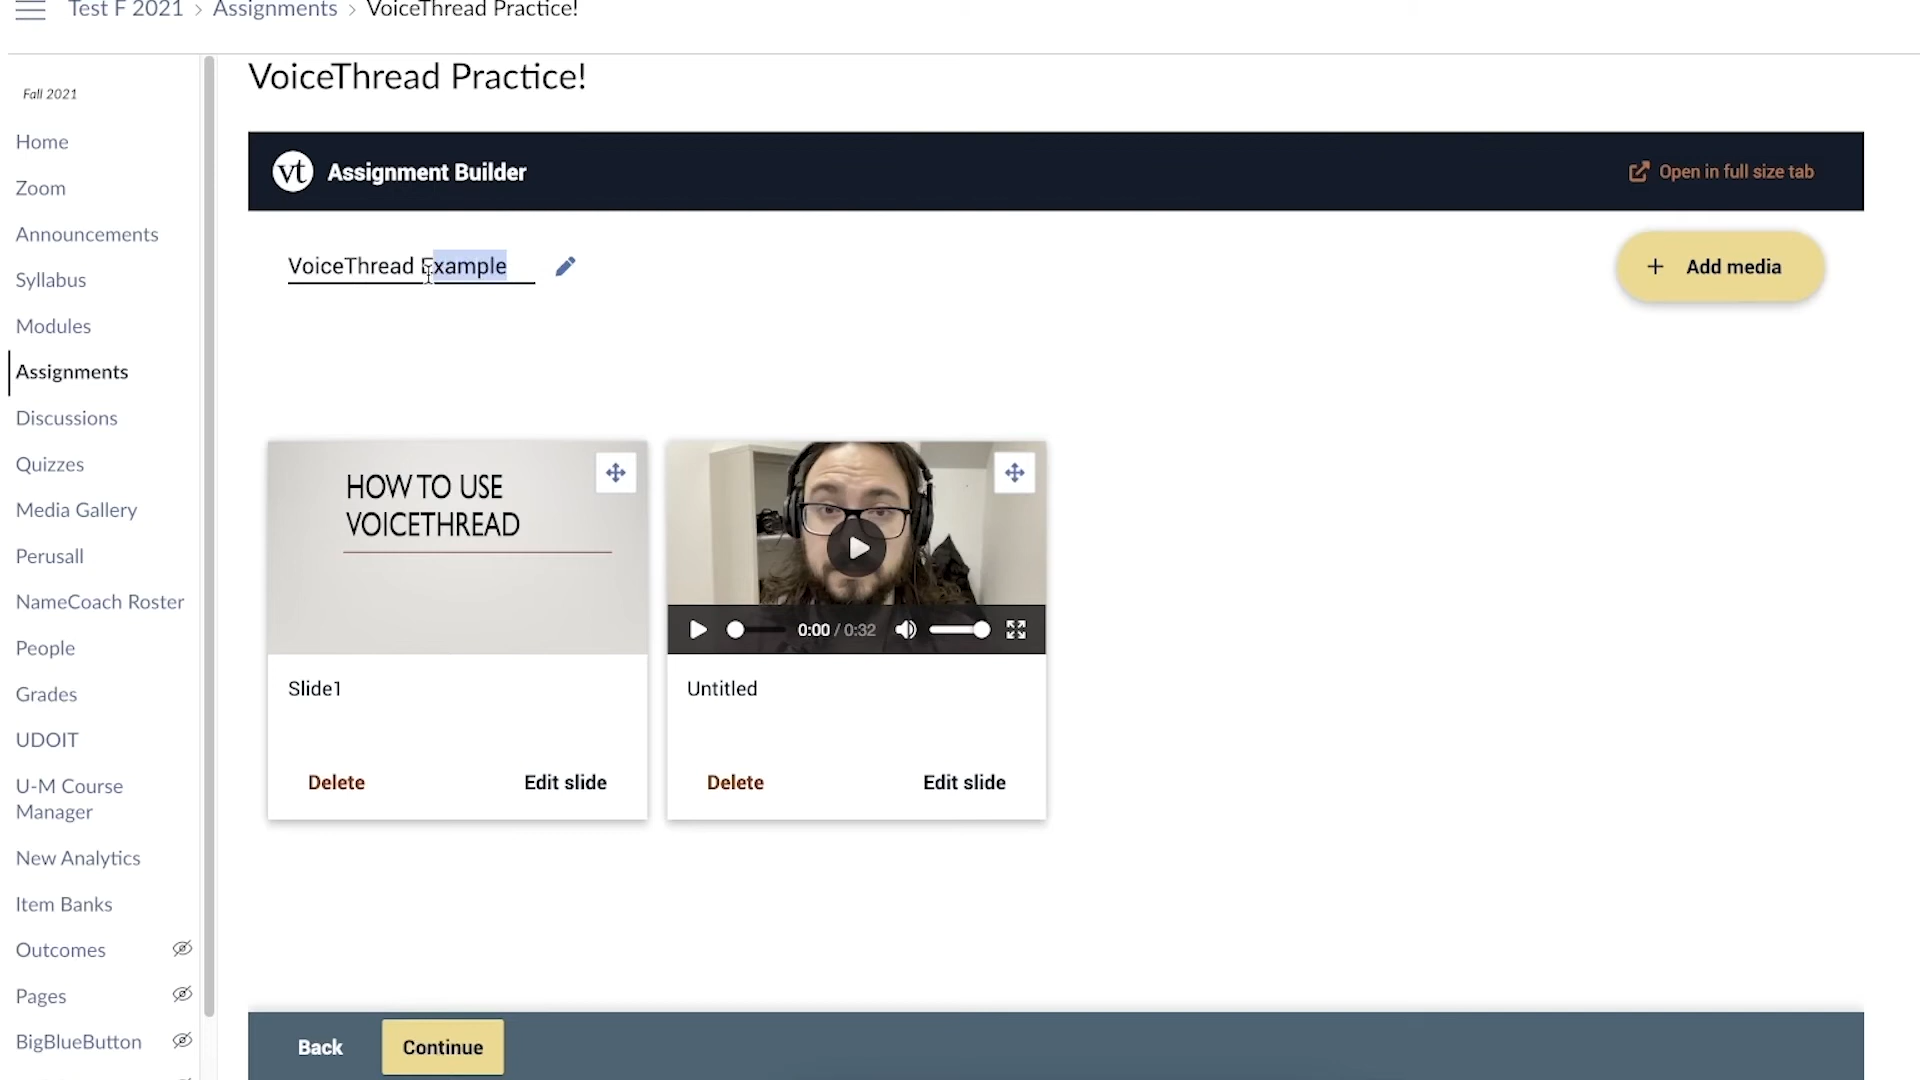 Test F 2021 › Assignments › VoiceThread Practice!
Fall 2021
Home
Zoom
Announcements
Syllabus
Modules
Assignments
Discussions
Quizzes
Media Gallery
Perusall
NameCoach Roster
People
Grades
UDOIT
U-M Course
Manager
New Analytics
Item Banks
Outcomes
Pages
BigBlueButton
VoiceThread Practice!
vt Assignment Builder
Open in full size tab
VoiceThread Example
+ Add media
HOW TO USE
VOICETHREAD
Slide1
Delete
Edit slide
0:00 / 0:32
Untitled
Delete
Edit slide
Back
Continue